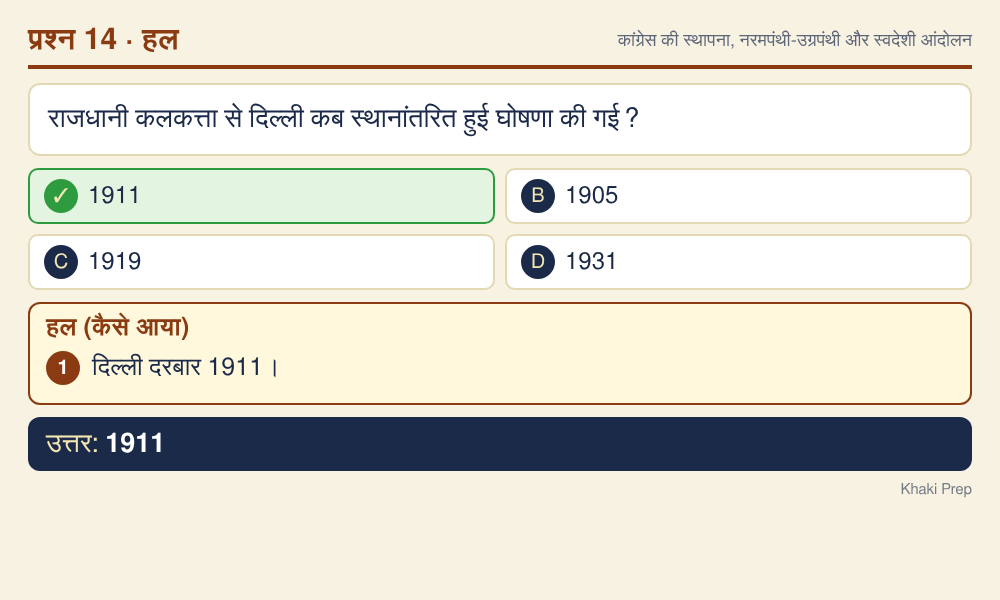 प्रश्न 14 · हल
कांग्रेस की स्थापना, नरमपंथी-उग्रपंथी और स्वदेशी आंदोलन
राजधानी कलकत्ता से दिल्ली कब स्थानांतरित हुई घोषणा की गई ?
✓ 1911
B 1905
C 1919
D 1931
हल (कैसे आया)
1 दिल्ली दरबार 1911 ।
उत्तर: 1911
Khaki Prep